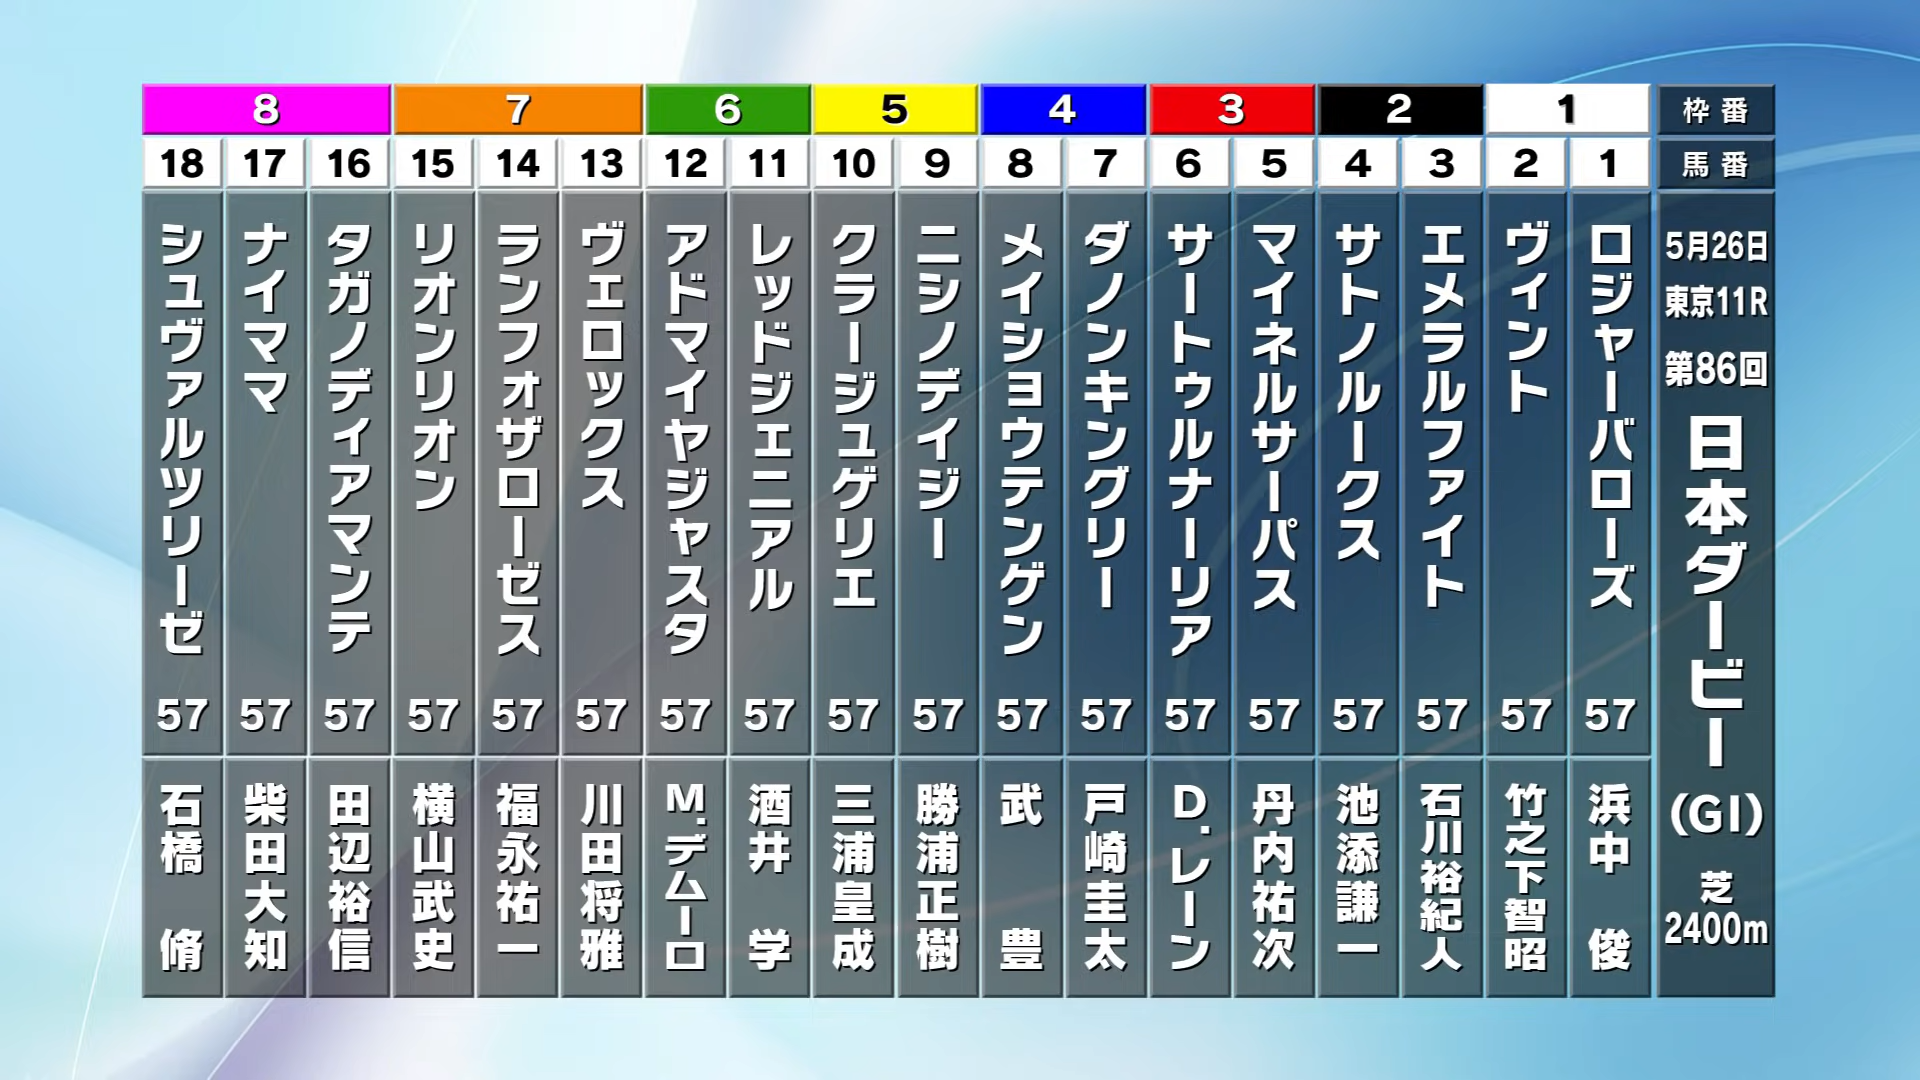 枠番
馬番
5月26日
東京11R
第86回
日本ダービー
(GI)
芝
2400m
1
1
ロジャーバローズ
57
浜中 俊
2
ヴィント
57
竹之下智昭
2
3
エメラルファイト
57
石川裕紀人
4
サトノルークス
57
池添謙一
3
5
マイネルサーパス
57
丹内祐次
6
サートゥルナーリア
57
D.レーン
4
7
ダノンキングリー
57
戸崎圭太
8
メイショウテンゲン
57
武 豊
5
9
ニシノデイジー
57
勝浦正樹
10
クラージュゲリエ
57
三浦皇成
6
11
レッドジェニアル
57
酒井 学
12
アドマイヤジャスタ
57
M.デムーロ
7
13
ヴェロックス
57
川田将雅
14
ランフォザローゼス
57
福永祐一
15
リオンリオン
57
横山武史
8
16
タガノディアマンテ
57
田辺裕信
17
ナイママ
57
柴田大知
18
シュヴァルツリーゼ
57
石橋 脩